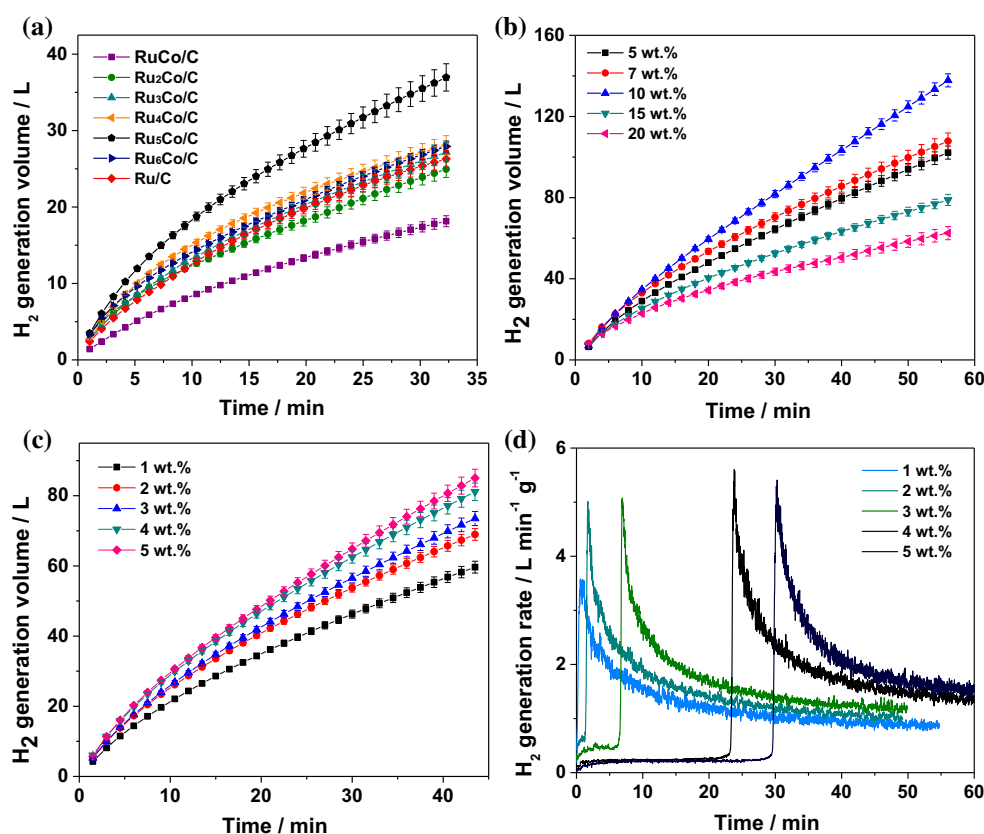 (a)
H₂ generation volume / L
40
30
20
10
0
RuCo/C
Ru₂Co/C
Ru₃Co/C
Ru₄Co/C
Ru₅Co/C
Ru₆Co/C
Ru/C
0 5 10 15 20 25 30 35
Time / min
(b)
H2 generation volume / L
160
120
80
40
0
5 wt.%
7 wt.%
10 wt.%
15 wt.%
20 wt.%
0 10 20 30 40 50 60
Time / min
(c)
H2 generation volume / L
80
60
40
20
0
1 wt.%
2 wt.%
3 wt.%
4 wt.%
5 wt.%
0 10 20 30 40
Time / min
(d)
H₂ generation rate / L min⁻¹ g⁻¹
6
4
2
0
1 wt.%
2 wt.%
3 wt.%
4 wt.%
5 wt.%
0 10 20 30 40 50 60
Time / min